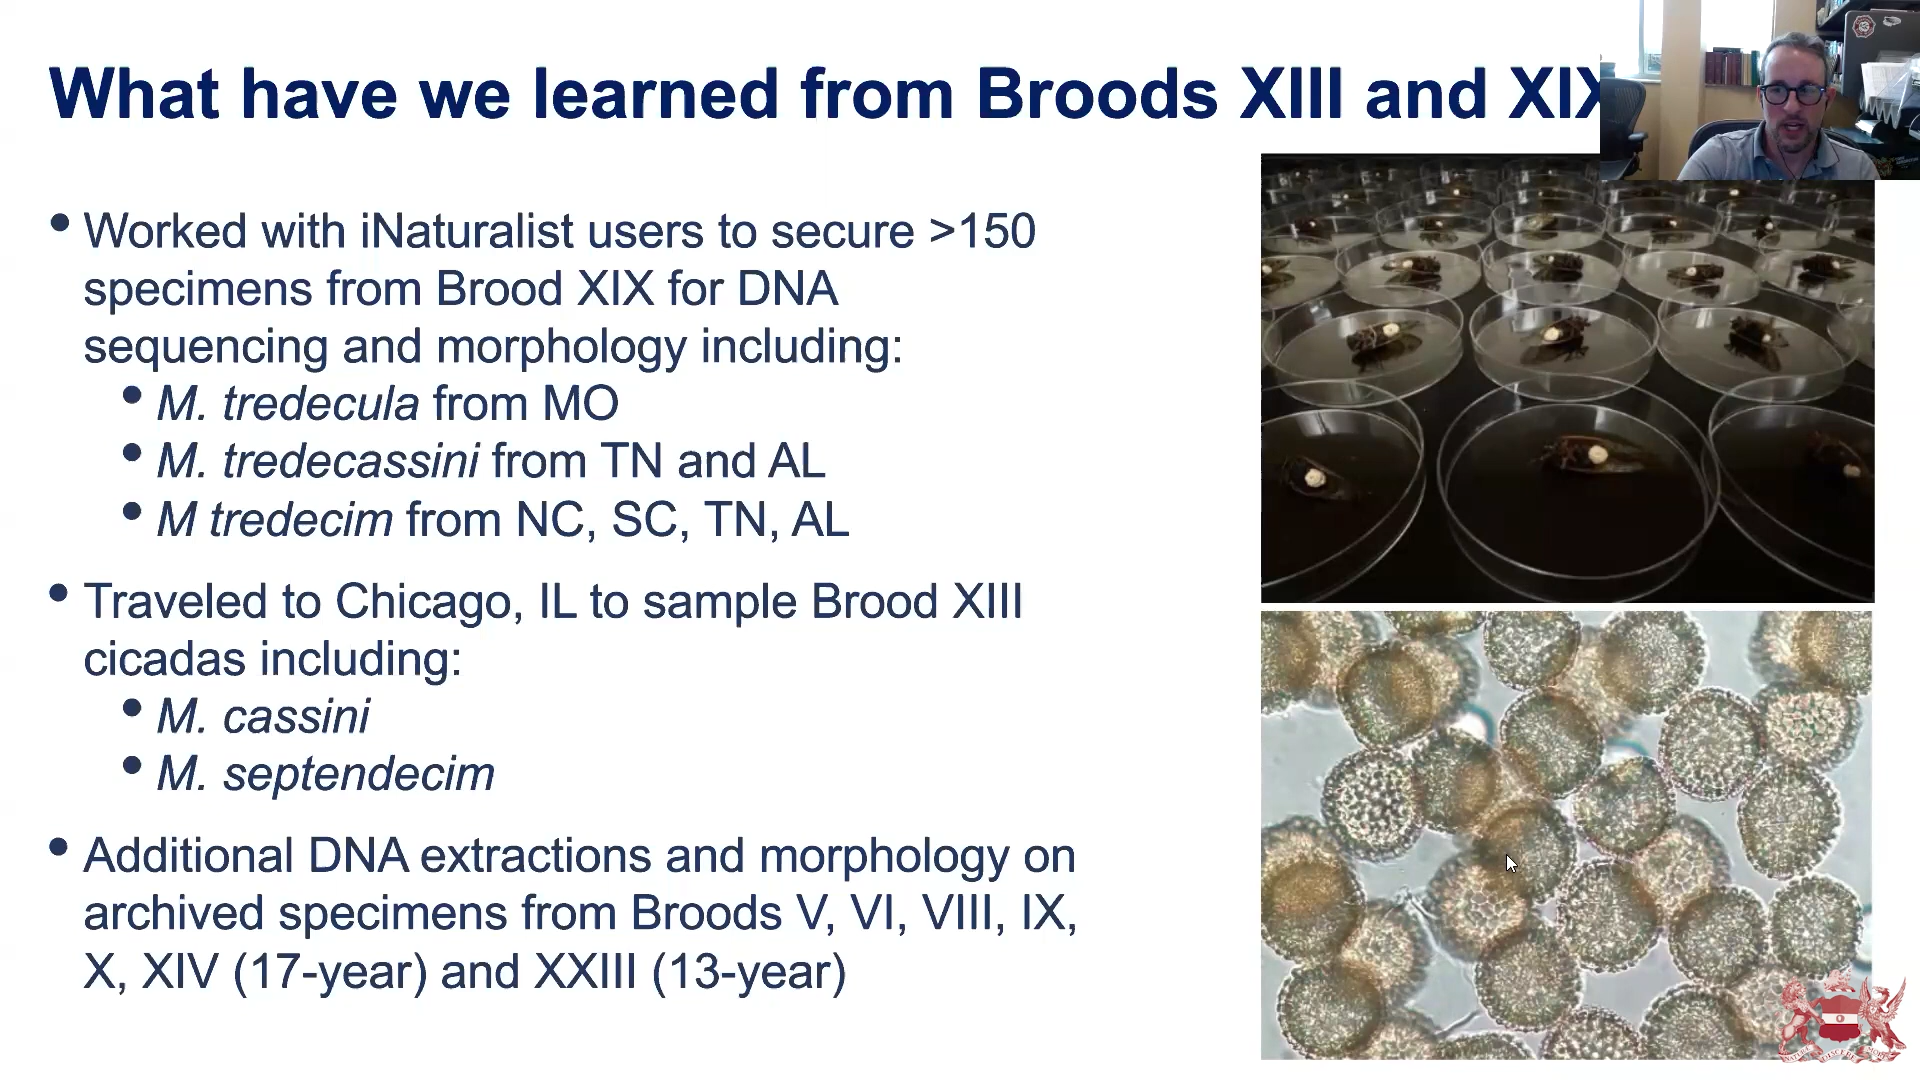 What have we learned from Broods XIII and XIX
• Worked with iNaturalist users to secure >150
specimens from Brood XIX for DNA
sequencing and morphology including:
• M. tredecula from MO
• M. tredecassini from TN and AL
• M tredecim from NC, SC, TN, AL
• Traveled to Chicago, IL to sample Brood XIII
cicadas including:
• M. cassini
• M. septendecim
• Additional DNA extractions and morphology on
archived specimens from Broods V, VI, VIII, IX,
X, XIV (17-year) and XXIII (13-year)